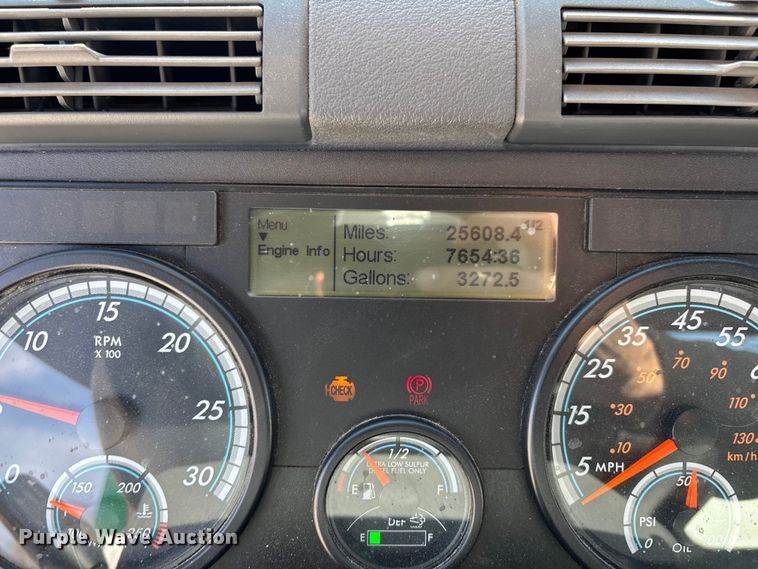 Menu
Engine Info
Miles: 25608.4
1/2
Hours: 7654:36
Gallons: 3272.5
15
10
20
RPM
X 100
25
0
30
150
200
CHECK
PARK
1/2
ULTRA LOW SULFUR
DIESEL FUEL ONLY
E
F
DEF
E
F
45
35
55
25
15
5
MPH
70
50
90
30
110
10
130
km/h
50
PSI
0
OIL
Purple Wave Auction